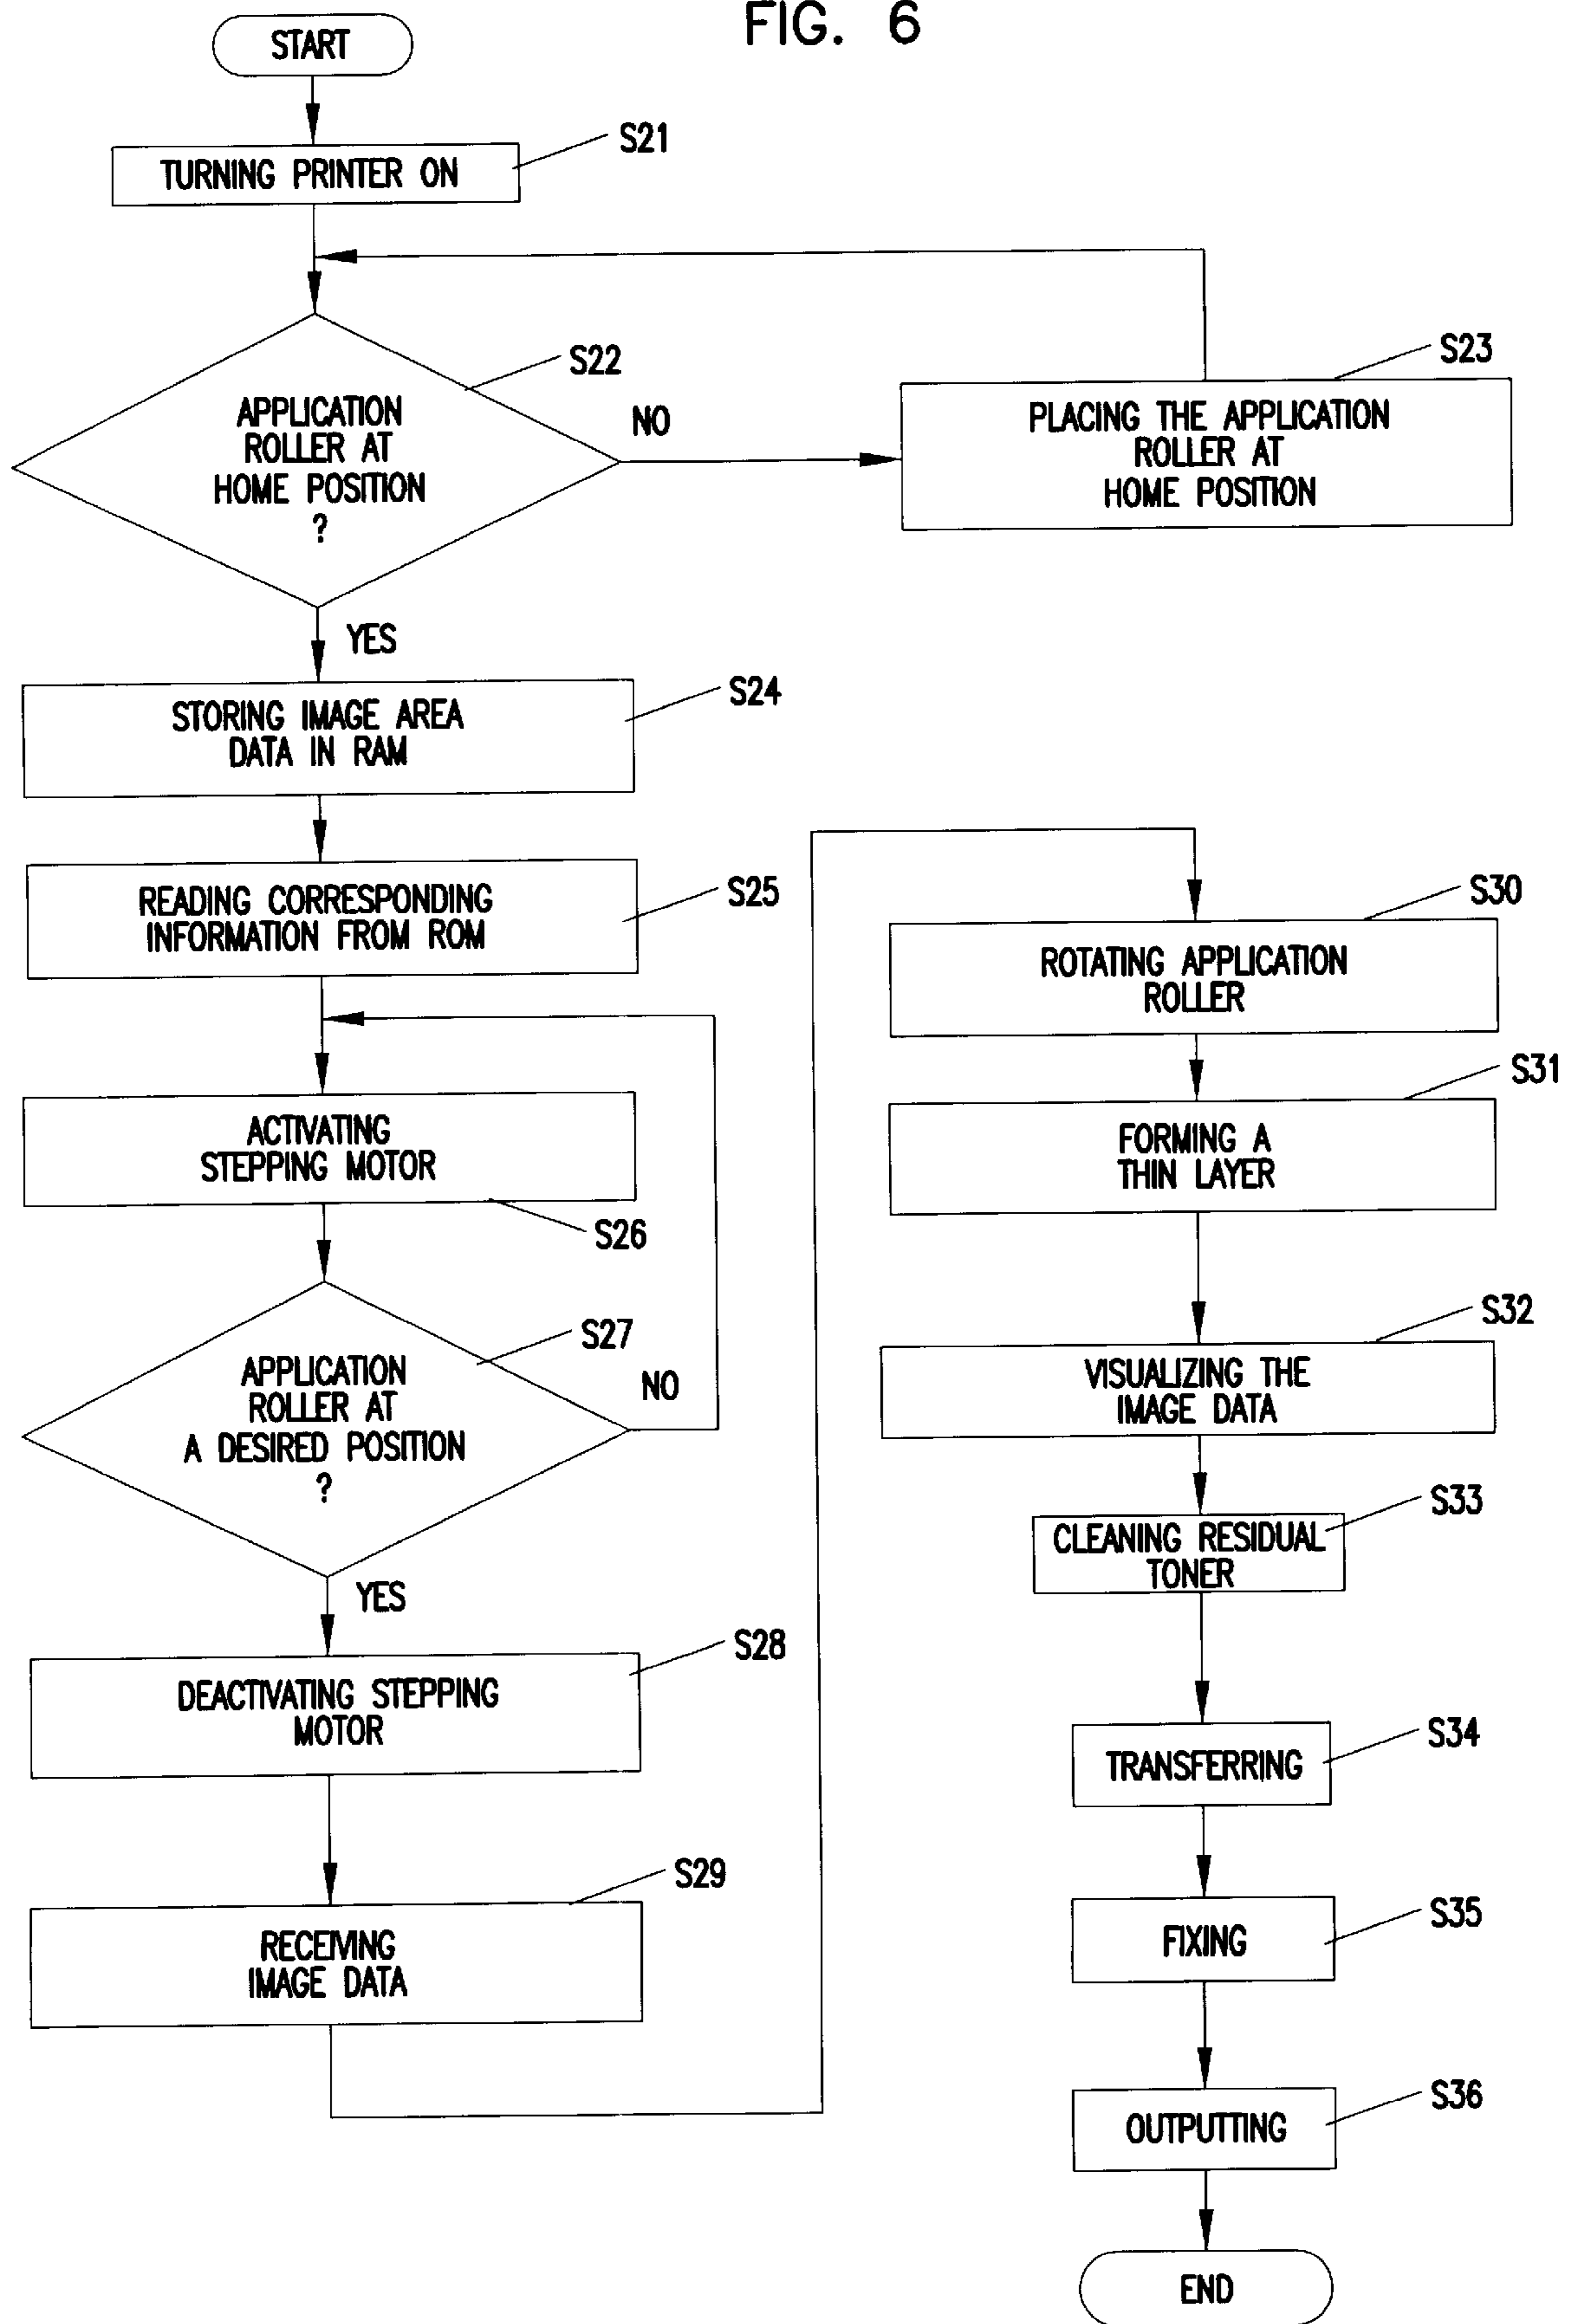 FIG. 6
START
S21
TURNING PRINTER ON
S22
APPLICATION
ROLLER AT
HOME POSITION
?
NO
S23
PLACING THE APPLICATION
ROLLER AT
HOME POSITION
YES
S24
STORING IMAGE AREA
DATA IN RAM
S25
READING CORRESPONDING
INFORMATION FROM ROM
ACTIVATING
STEPPING MOTOR
S26
S27
APPLICATION
ROLLER AT
A DESIRED POSITION
?
NO
YES
S28
DEACTIVATING STEPPING
MOTOR
S29
RECEIVING
IMAGE DATA
S30
ROTATING APPLICATION
ROLLER
S31
FORMING A
THIN LAYER
S32
VISUALIZING THE
IMAGE DATA
S33
CLEANING RESIDUAL
TONER
S34
TRANSFERRING
S35
FIXING
S36
OUTPUTTING
END